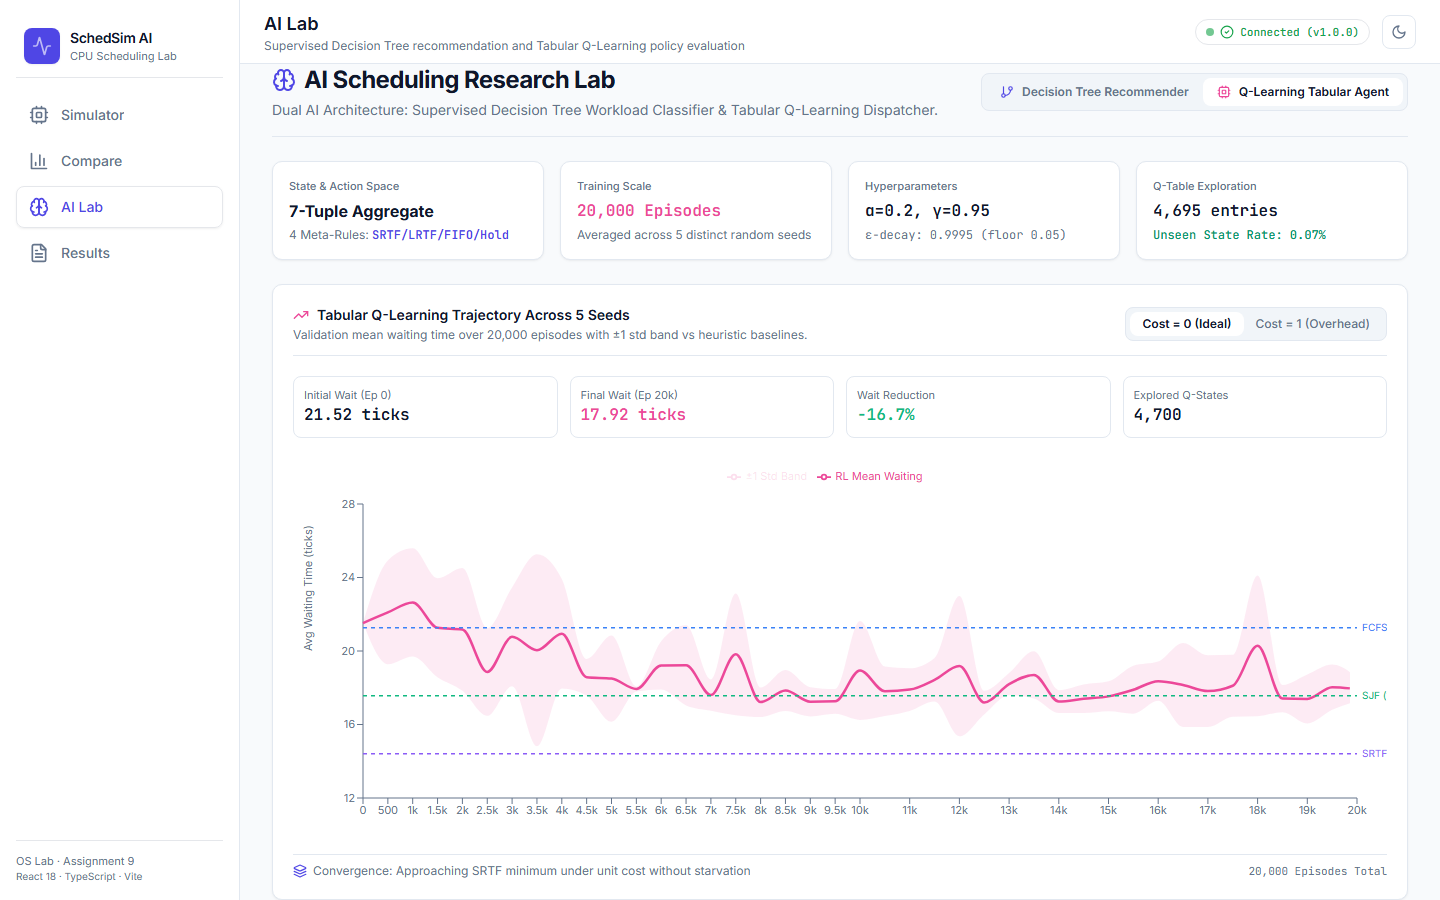 SchedSim AI
CPU Scheduling Lab
Simulator
Compare
AI Lab
Results
OS Lab · Assignment 9
React 18 · TypeScript · Vite
AI Lab
Supervised Decision Tree recommendation and Tabular Q-Learning policy evaluation
Connected (v1.0.0)
AI Scheduling Research Lab
Dual AI Architecture: Supervised Decision Tree Workload Classifier & Tabular Q-Learning Dispatcher.
Decision Tree Recommender
Q-Learning Tabular Agent
State & Action Space
7-Tuple Aggregate
4 Meta-Rules: SRTF/LRTF/FIFO/Hold
Training Scale
20,000 Episodes
Averaged across 5 distinct random seeds
Hyperparameters
α=0.2, γ=0.95
ε-decay: 0.9995 (floor 0.05)
Q-Table Exploration
4,695 entries
Unseen State Rate: 0.07%
Tabular Q-Learning Trajectory Across 5 Seeds
Validation mean waiting time over 20,000 episodes with ±1 std band vs heuristic baselines.
Cost = 0 (Ideal)
Cost = 1 (Overhead)
Initial Wait (Ep 0)
21.52 ticks
Final Wait (Ep 20k)
17.92 ticks
Wait Reduction
-16.7%
Explored Q-States
4,700
±1 Std Band
RL Mean Waiting
Avg Waiting Time (ticks)
28
24
20
16
12
FCFS
SJF (
SRTF
0 500 1k 1.5k 2k 2.5k 3k 3.5k 4k 4.5k 5k 5.5k 6k 6.5k 7k 7.5k 8k 8.5k 9k 9.5k 10k 11k 12k 13k 14k 15k 16k 17k 18k 19k 20k
Convergence: Approaching SRTF minimum under unit cost without starvation
20,000 Episodes Total